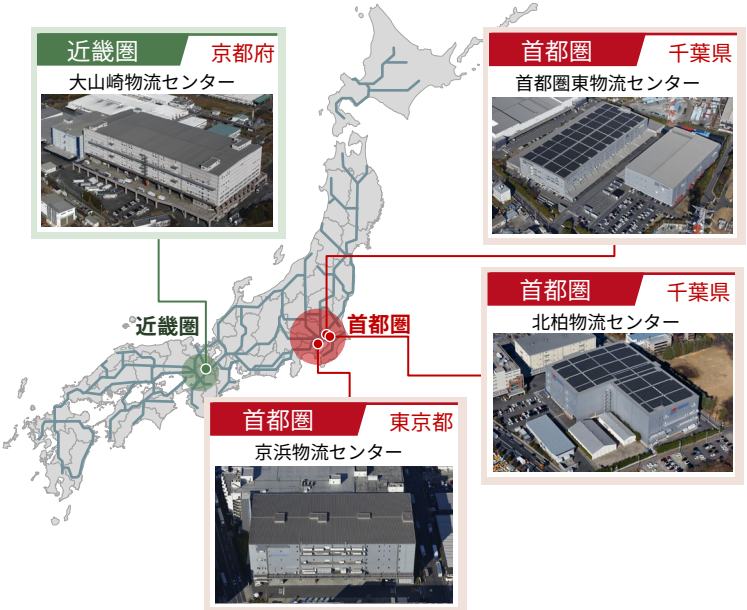 近畿圏 京都府
大山崎物流センター
首都圏 千葉県
首都圏東物流センター
近畿圏
首都圏
首都圏 千葉県
北柏物流センター
首都圏 東京都
京浜物流センター